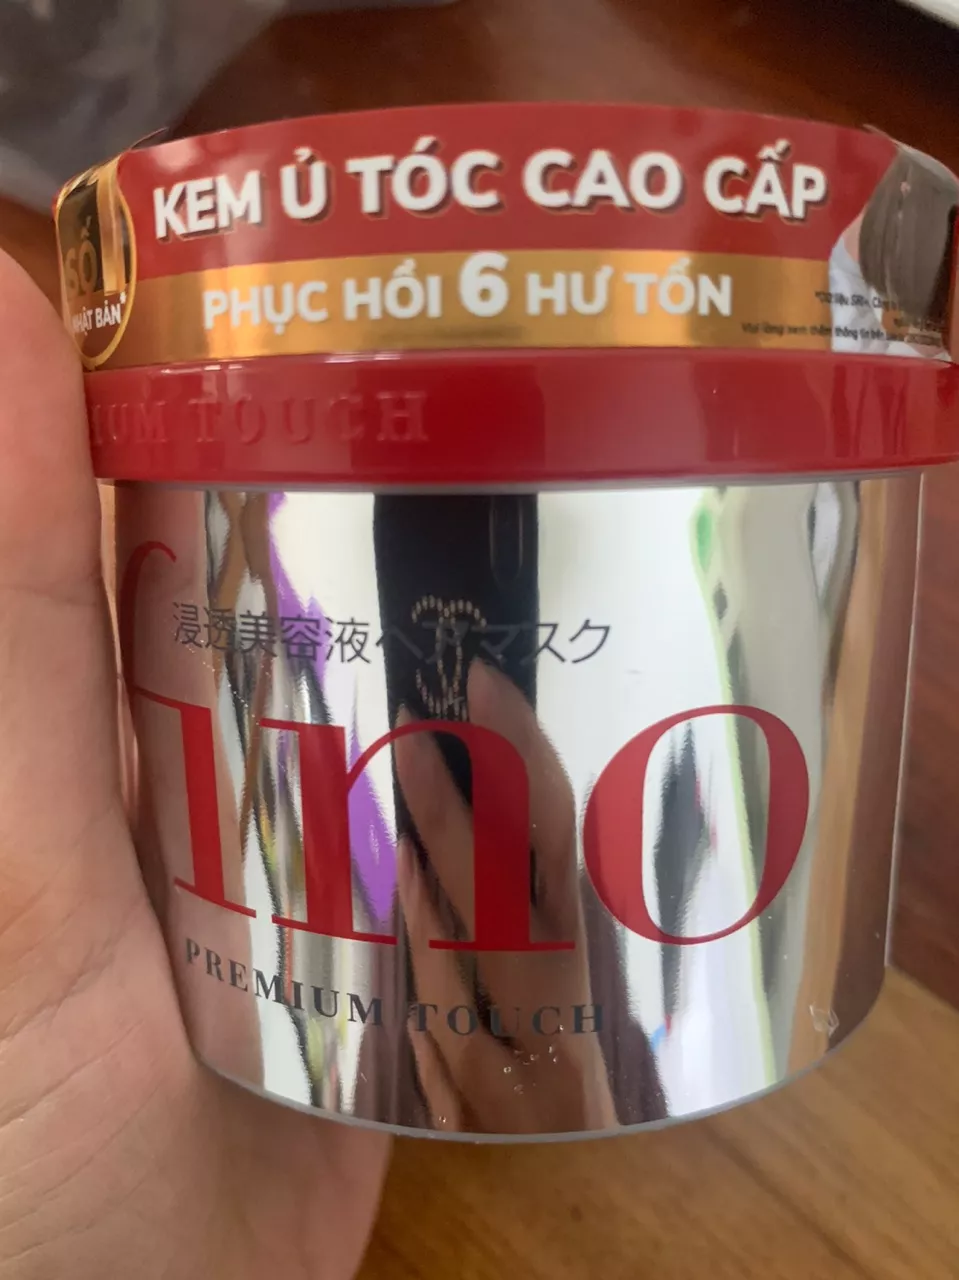 KEM Ủ TÓC CAO CẤP
SỐ 1
NHẬT BẢN*
PHỤC HỒI 6 HƯ TỔN
TOUCH
浸透美容液ヘアマスク
fino
PREMIUM TOUCH